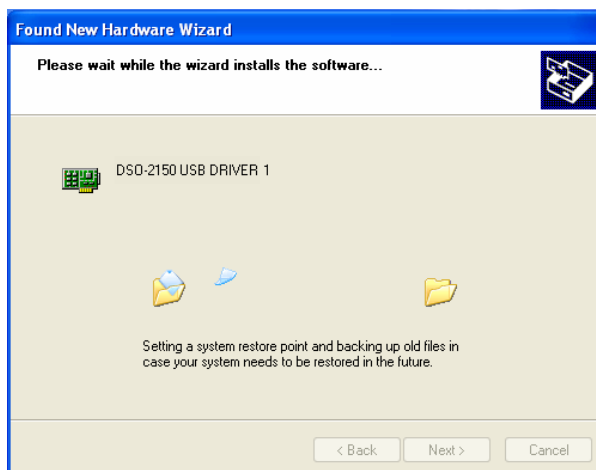 Found New Hardware Wizard
Please wait while the wizard installs the software...
DSO-2150 USB DRIVER 1
Setting a system restore point and backing up old files in
case your system needs to be restored in the future.
< Back
Next >
Cancel